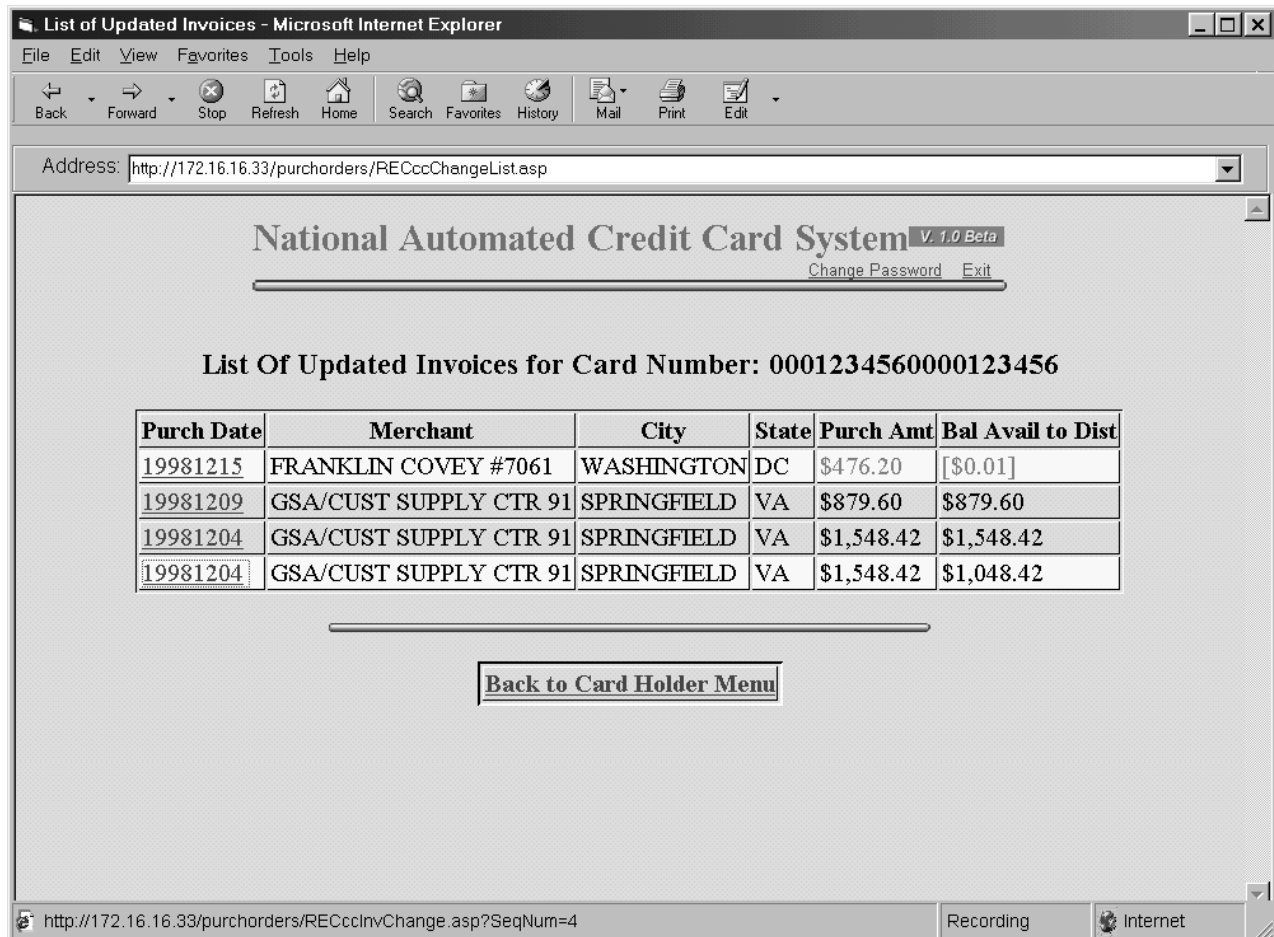 List of Updated Invoices - Microsoft Internet Explorer
File Edit View Favorites Tools Help
Back Forward Stop Refresh Home Search Favorites History Mail Print Edit
Address: http://172.16.16.33/purchorders/RECccChangeList.asp
National Automated Credit Card System V. 1.0 Beta
Change Password Exit
List Of Updated Invoices for Card Number: 0001234560000123456
Purch Date Merchant City State Purch Amt Bal Avail to Dist
19981215 FRANKLIN COVEY #7061 WASHINGTON DC $476.20 [$0.01]
19981209 GSA/CUST SUPPLY CTR 91 SPRINGFIELD VA $879.60 $879.60
19981204 GSA/CUST SUPPLY CTR 91 SPRINGFIELD VA $1,548.42 $1,548.42
19981204 GSA/CUST SUPPLY CTR 91 SPRINGFIELD VA $1,548.42 $1,048.42
Back to Card Holder Menu
http://172.16.16.33/purchorders/RECccInvChange.asp?SeqNum=4 Recording Internet